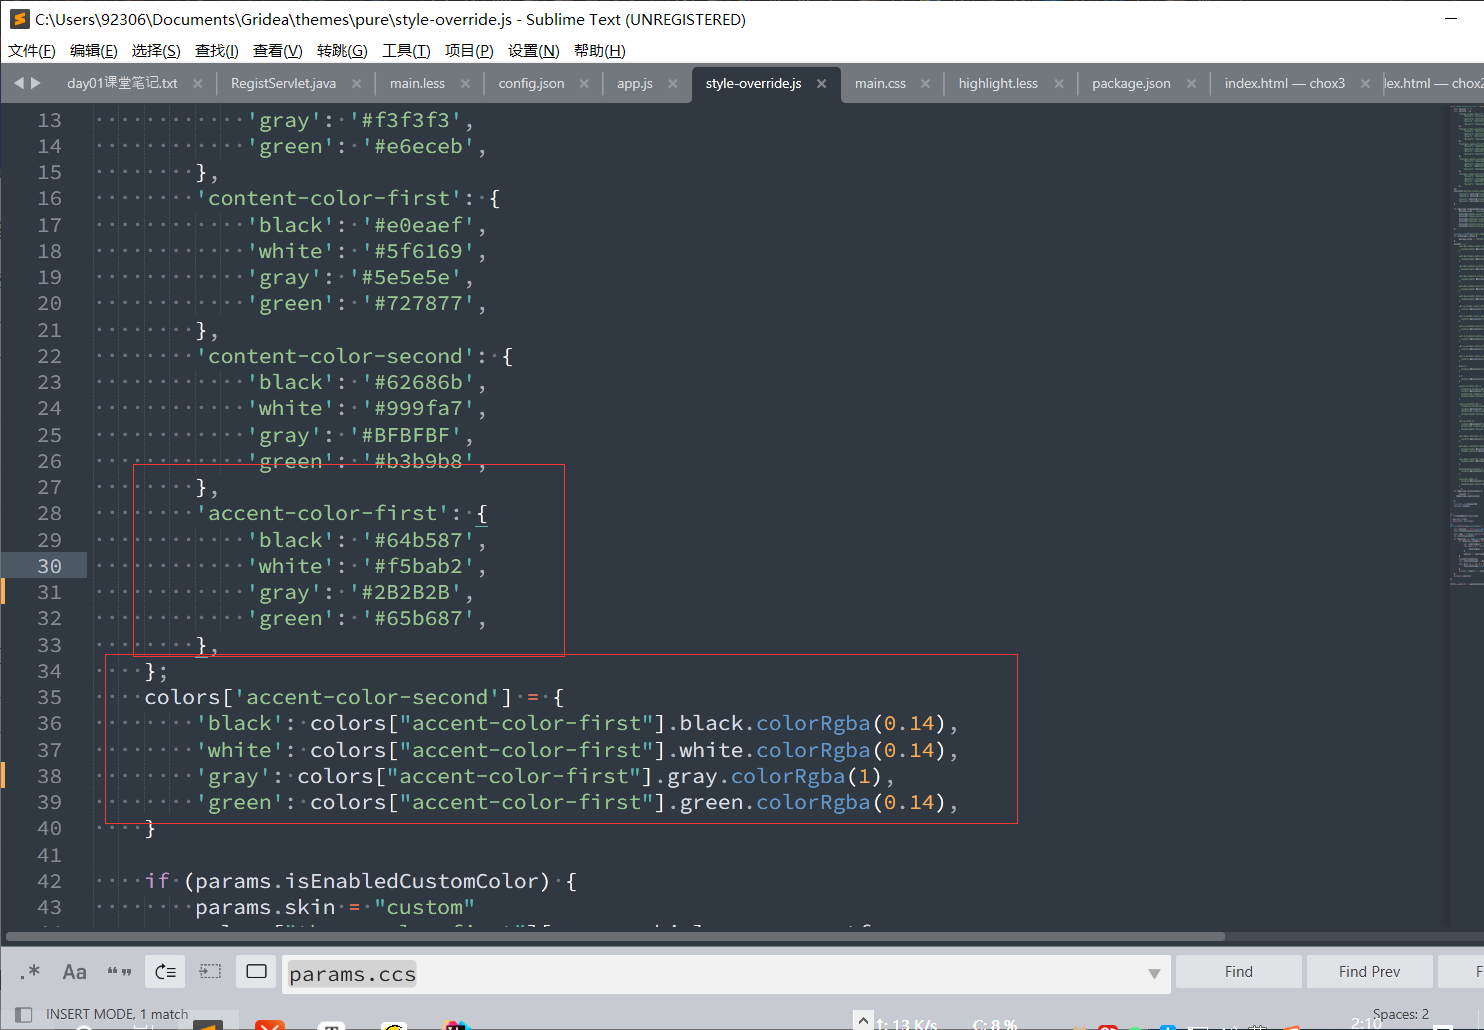 C:\Users\92306\Documents\Gridea\themes\pure\style-override.js - Sublime Text (UNREGISTERED)
文件(F) 编辑(E) 选择(S) 查找(I) 查看(V) 转跳(G) 工具(T) 项目(P) 设置(N) 帮助(H)
day01课堂笔记.txt × RegistServlet.java × main.less × config.json × app.js × style-override.js × main.css × highlight.less × package.json × index.html — chox3 × lex.html — chox2
13 'gray': '#f3f3f3',
14 'green': '#e6eceb',
15 },
16 'content-color-first': {
17 'black': '#e0eaef',
18 'white': '#5f6169',
19 'gray': '#5e5e5e',
20 'green': '#727877',
21 },
22 'content-color-second': {
23 'black': '#62686b',
24 'white': '#999fa7',
25 'gray': '#BFBFBF',
26 'green': '#b3b9b8',
27 },
28 'accent-color-first': {
29 'black': '#64b587',
30 'white': '#f5bab2',
31 'gray': '#2B2B2B',
32 'green': '#65b687',
33 },
34 };
35 colors['accent-color-second'] = {
36 'black': colors["accent-color-first"].black.colorRgba(0.14),
37 'white': colors["accent-color-first"].white.colorRgba(0.14),
38 'gray': colors["accent-color-first"].gray.colorRgba(1),
39 'green': colors["accent-color-first"].green.colorRgba(0.14),
40 }
41
42 if (params.isEnabledCustomColor) {
43 params.skin = "custom"
.* Aa “” params.ccs Find Find Prev F
INSERT MODE, 1 match Spaces: 2
1: 13 K/s C: 8 % 2:10